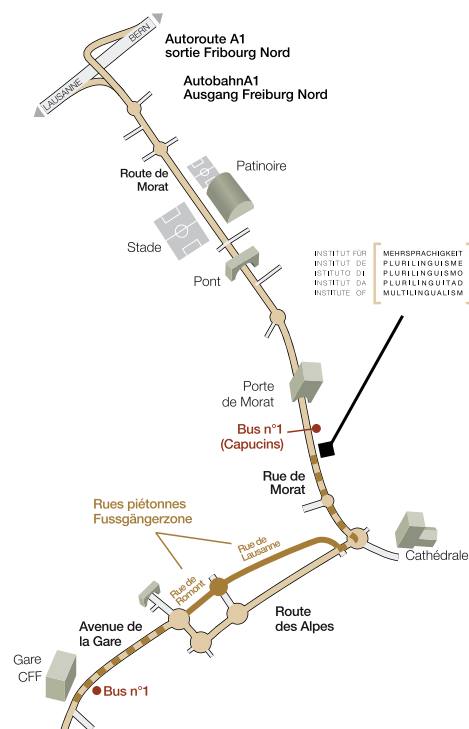 Autoroute A1
sortie Fribourg Nord
BERN
LAUSANNE
AutobahnA1
Ausgang Freiburg Nord
Route de
Morat
Patinoire
Stade
Pont
INSTITUT FÜR MEHRSPRACHIGKEIT
INSTITUT DE PLURILINGUISME
ISTITUTO DI PLURILINGUISMO
INSTITUT DA PLURILINGUITAD
INSTITUTE OF MULTILINGUALISM
Porte
de Morat
Bus n°1
(Capucins)
Rue de
Morat
Rues piétonnes
Fussgängerzone
Rue de
Lausanne
Cathédrale
Rue de
Romont
Avenue de
la Gare
Route
des Alpes
Gare
CFF
Bus n°1